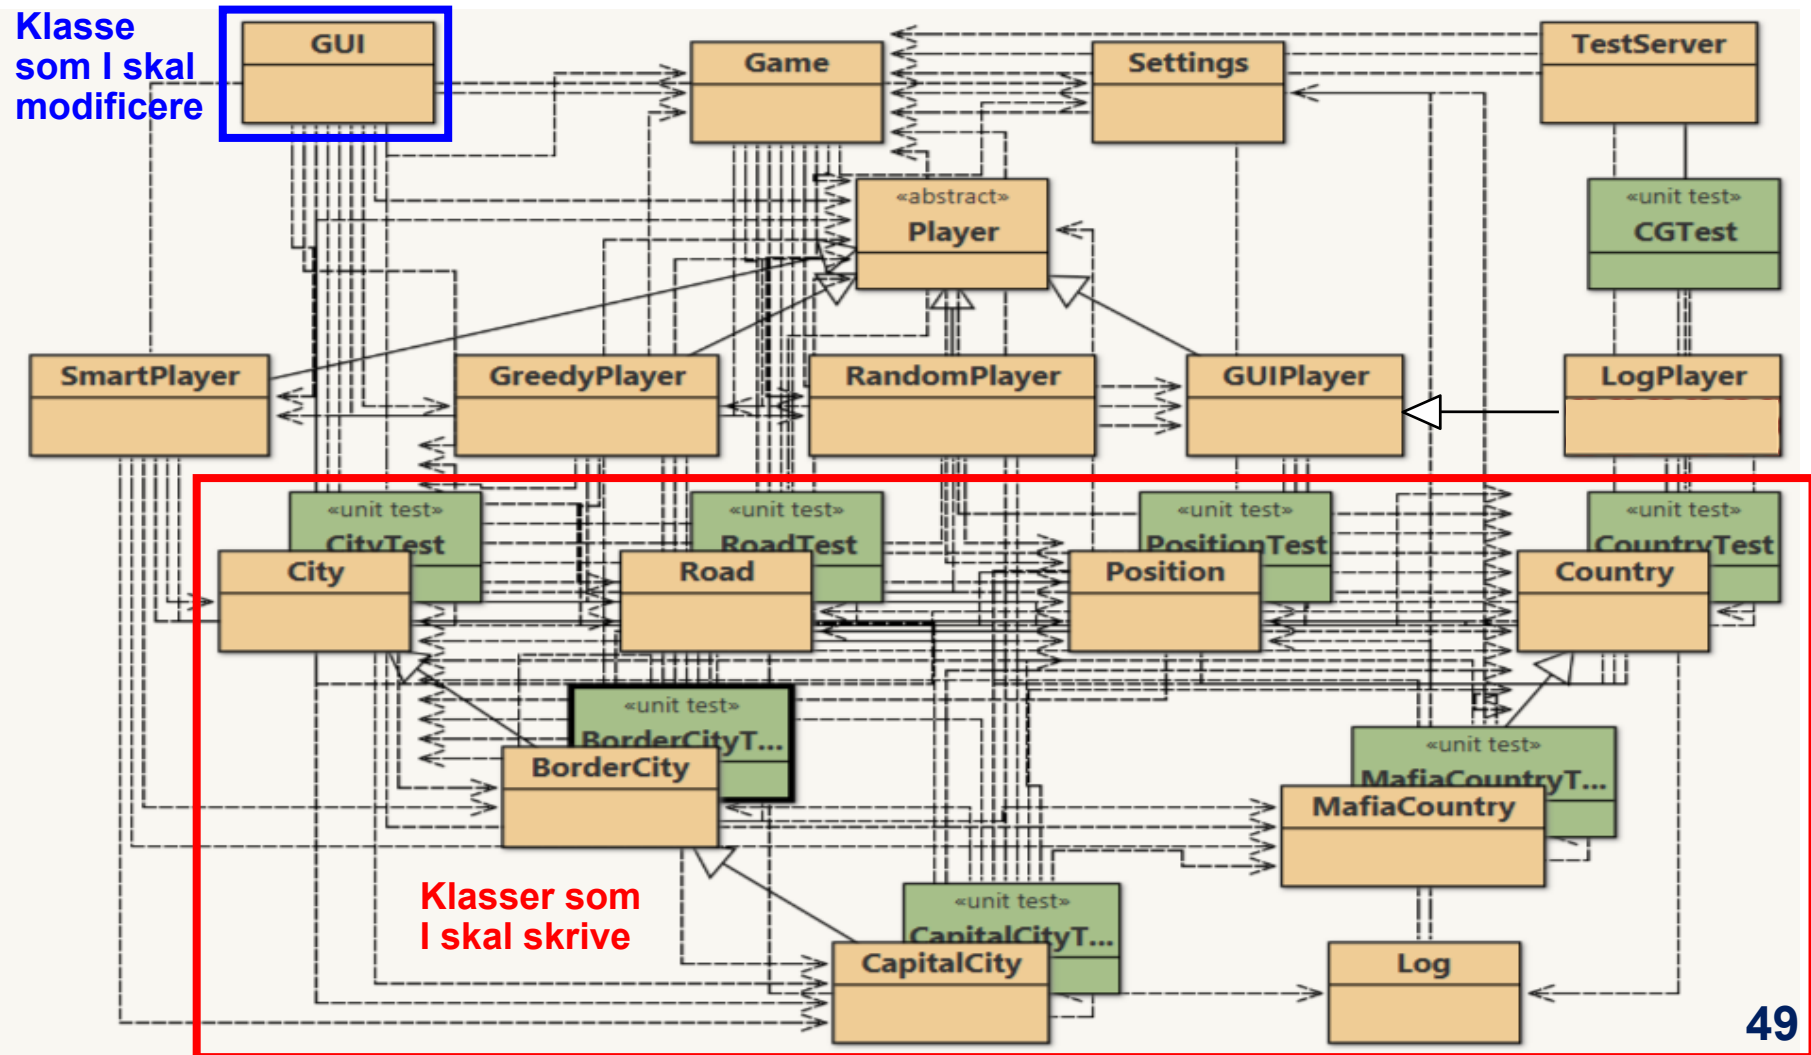 Klasse
som I skal
modificere
GUI
Game
Settings
TestServer
«abstract»
Player
«unit test»
CGTest
SmartPlayer
GreedyPlayer
RandomPlayer
GUIPlayer
LogPlayer
«unit test»
CityTest
City
«unit test»
RoadTest
Road
«unit test»
PositionTest
Position
«unit test»
CountryTest
Country
«unit test»
BorderCityT...
BorderCity
«unit test»
MafiaCountryT...
MafiaCountry
Klasser som
I skal skrive
«unit test»
CapitalCityT...
CapitalCity
Log
49